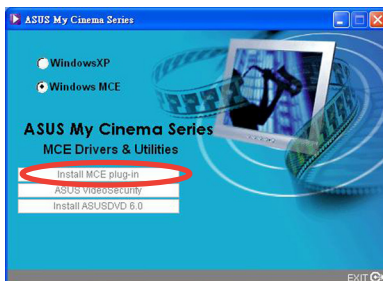 ASUS My Cinema Series
WindowsXP
Windows MCE
ASUS My Cinema Series
MCE Drivers & Utilities
Install MCE plug-in
ASUS VideoSecurity
Install ASUSDVD 6.0
EXIT